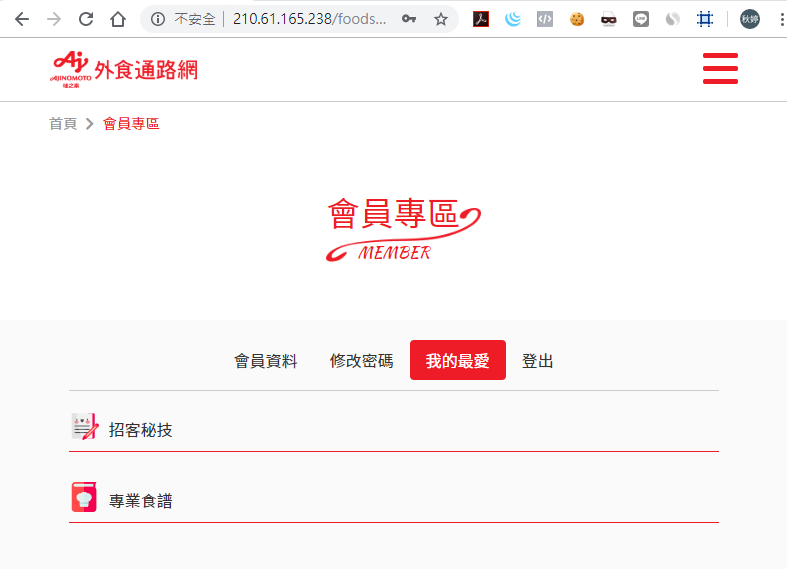 不安全 | 210.61.165.238/foods...
秋婷
AJINOMOTO
味之素
外食通路網
首頁 > 會員專區
會員專區
MEMBER
會員資料 修改密碼 我的最愛 登出
招客秘技
專業食譜